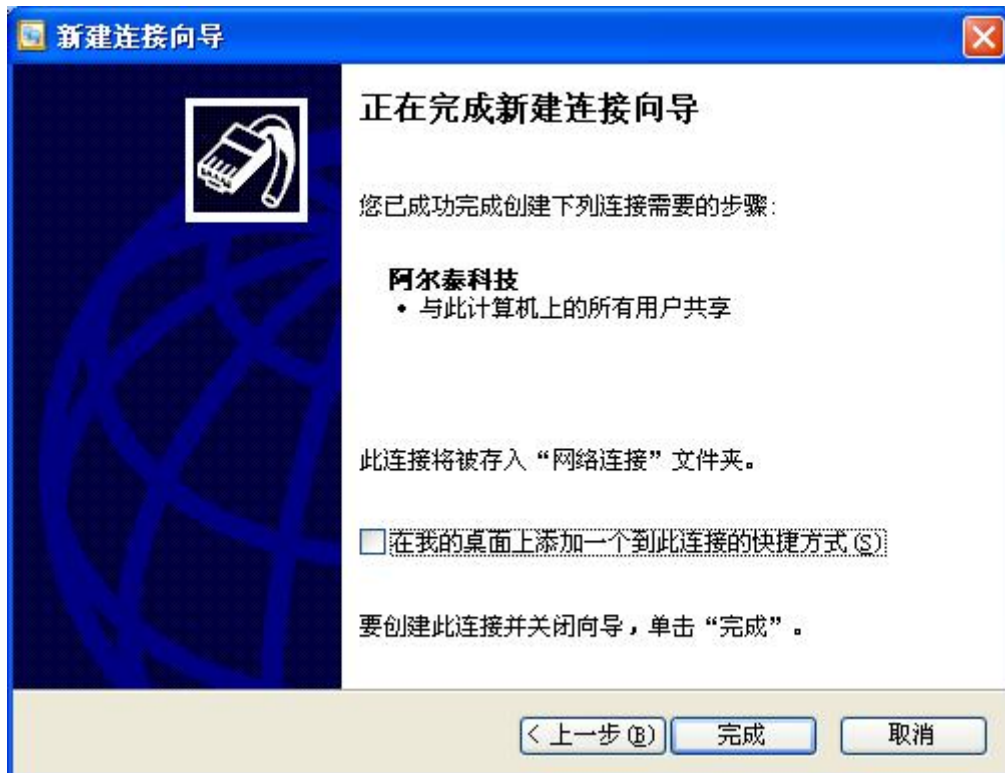 新建连接向导
正在完成新建连接向导
您已成功完成创建下列连接需要的步骤:
阿尔泰科技
• 与此计算机上的所有用户共享
此连接将被存入“网络连接”文件夹。
在我的桌面上添加一个到此连接的快捷方式(S)
要创建此连接并关闭向导，单击“完成”。
< 上一步(B)
完成
取消